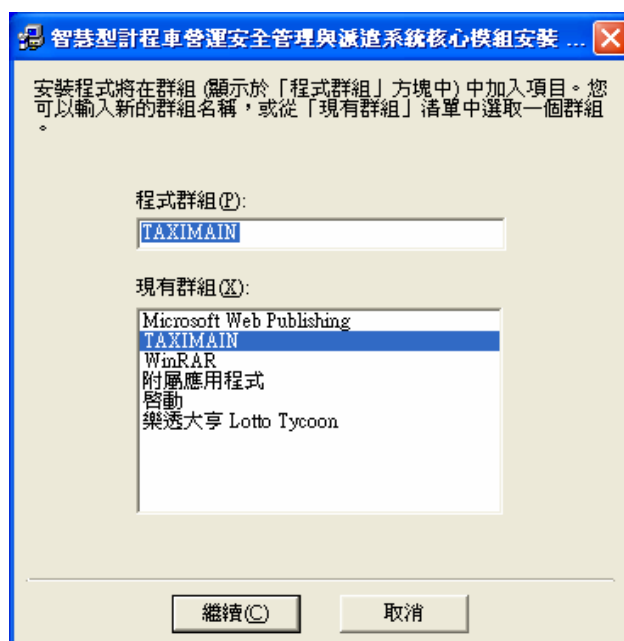 智慧型計程車營運安全管理與派遣系統核心模組安裝 ...
安裝程式將在群組 (顯示於「程式群組」方塊中) 中加入項目。您
可以輸入新的群組名稱，或從「現有群組」清單中選取一個群組
。
程式群組(P):
TAXIMAIN
現有群組(X):
Microsoft Web Publishing
TAXIMAIN
WinRAR
附屬應用程式
啟動
樂透大亨 Lotto Tycoon
繼續(C)
取消